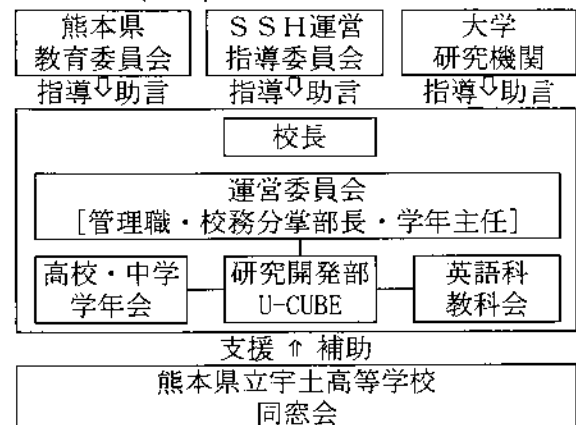 熊本県
教育委員会
ＳＳＨ運営
指導委員会
大学
研究機関
指導⇩助言
指導⇩助言
指導⇩助言
校長
運営委員会
[管理職・校務分掌部長・学年主任]
高校・中学
学年会
研究開発部
U-CUBE
英語科
教科会
支援⇑補助
熊本県立宇土高等学校
同窓会